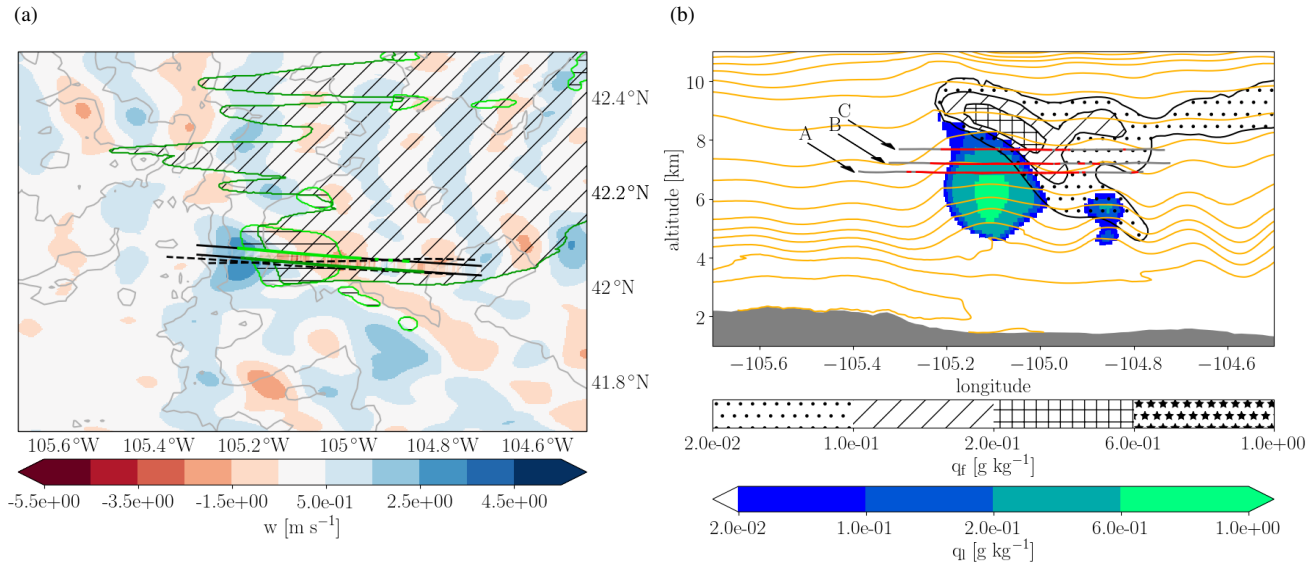 (a)
42.4°N
42.2°N
42°N
41.8°N
105.6°W 105.4°W 105.2°W 105°W 104.8°W 104.6°W
-5.5e+00 -3.5e+00 -1.5e+00 5.0e-01 2.5e+00 4.5e+00
w [m s⁻¹]
(b)
10
8
6
4
2
altitude [km]
A
B
C
−105.6 −105.4 −105.2 −105.0 −104.8 −104.6
longitude
2.0e-02 1.0e-01 2.0e-01 6.0e-01 1.0e+00
q_f [g kg⁻¹]
2.0e-02 1.0e-01 2.0e-01 6.0e-01 1.0e+00
q_l [g kg⁻¹]